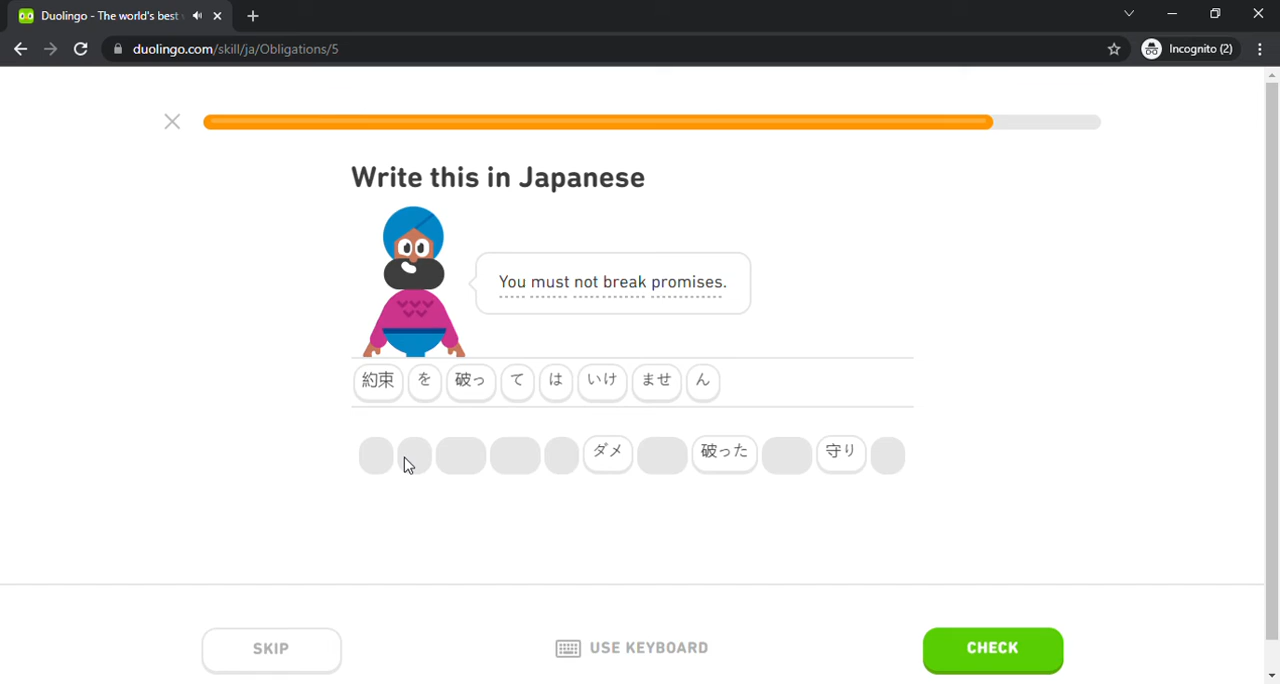 Duolingo - The world's best
duolingo.com/skill/ja/Obligations/5
Incognito (2)
Write this in Japanese
You must not break promises.
約束 を 破っ て は いけ ませ ん
ダメ 破った 守り
SKIP
USE KEYBOARD
CHECK